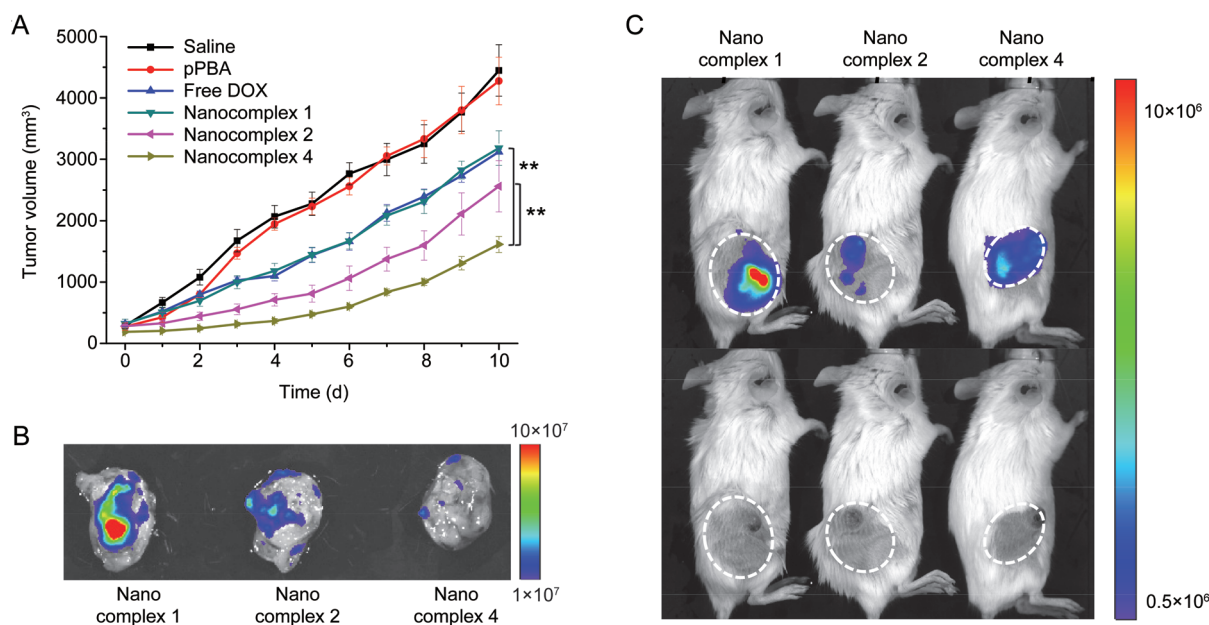 A
Tumor volume (mm³)
5000
4000
3000
2000
1000
0
Saline
pPBA
Free DOX
Nanocomplex 1
Nanocomplex 2
Nanocomplex 4
**
**
0
2
4
6
8
10
Time (d)
B
10×10⁷
1×10⁷
Nano
complex 1
Nano
complex 2
Nano
complex 4
C
Nano
complex 1
Nano
complex 2
Nano
complex 4
10×10⁶
0.5×10⁶